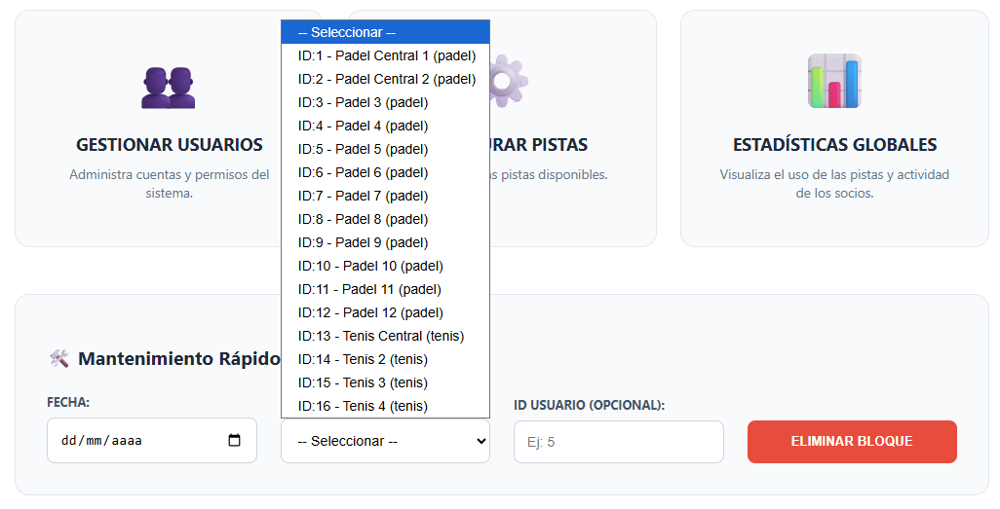 GESTIONAR USUARIOS
Administra cuentas y permisos del
sistema.
-- Seleccionar --
ID:1 - Padel Central 1 (padel)
ID:2 - Padel Central 2 (padel)
ID:3 - Padel 3 (padel)
ID:4 - Padel 4 (padel)
ID:5 - Padel 5 (padel)
ID:6 - Padel 6 (padel)
ID:7 - Padel 7 (padel)
ID:8 - Padel 8 (padel)
ID:9 - Padel 9 (padel)
ID:10 - Padel 10 (padel)
ID:11 - Padel 11 (padel)
ID:12 - Padel 12 (padel)
ID:13 - Tenis Central (tenis)
ID:14 - Tenis 2 (tenis)
ID:15 - Tenis 3 (tenis)
ID:16 - Tenis 4 (tenis)
PISTAS
pistas disponibles.
ESTADÍSTICAS GLOBALES
Visualiza el uso de las pistas y actividad
de los socios.
Mantenimiento Rápido
FECHA:
dd/mm/aaaa
-- Seleccionar --
ID USUARIO (OPCIONAL):
Ej: 5
ELIMINAR BLOQUE